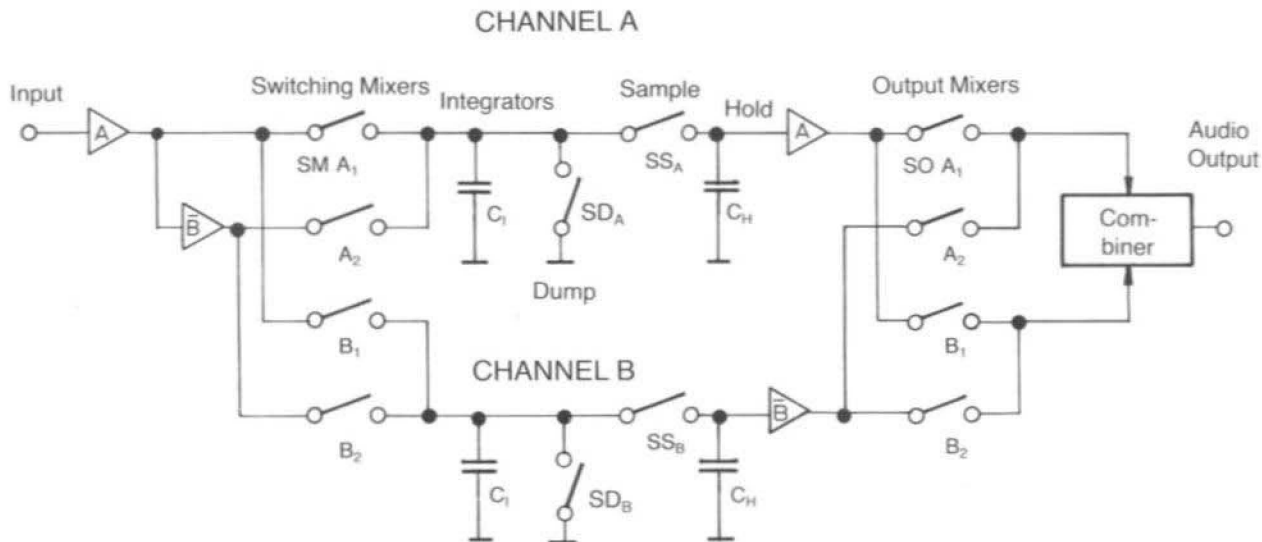 CHANNEL A
Input
Switching Mixers
Integrators
Sample
Hold
Output Mixers
Audio
Output
A
SM A₁
C_I
SD_A
SS_A
C_H
A
SO A₁
B̅
A₂
Dump
A₂
Com-
biner
B₁
B₁
CHANNEL B
B₂
C_I
SD_B
SS_B
C_H
B̅
B₂